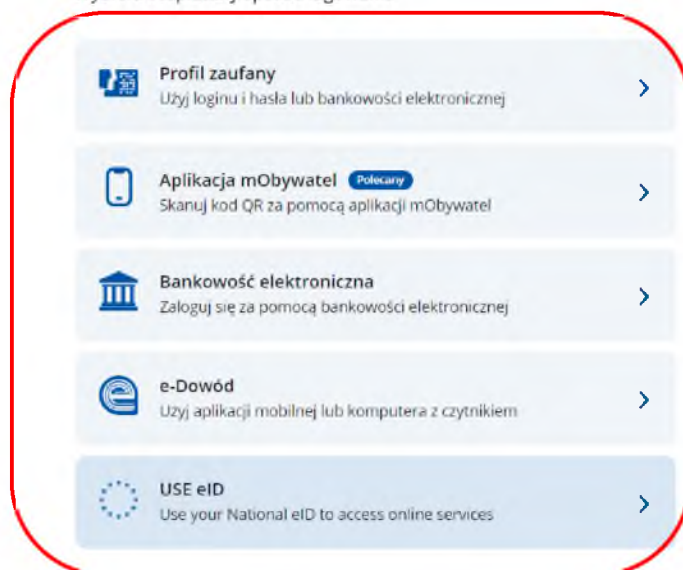 Profil zaufany
Użyj loginu i hasła lub bankowości elektronicznej
Aplikacja mObywatel Polecany
Skanuj kod QR za pomocą aplikacji mObywatel
Bankowość elektroniczna
Zaloguj się za pomocą bankowości elektronicznej
e-Dowód
Użyj aplikacji mobilnej lub komputera z czytnikiem
USE eID
Use your National eID to access online services